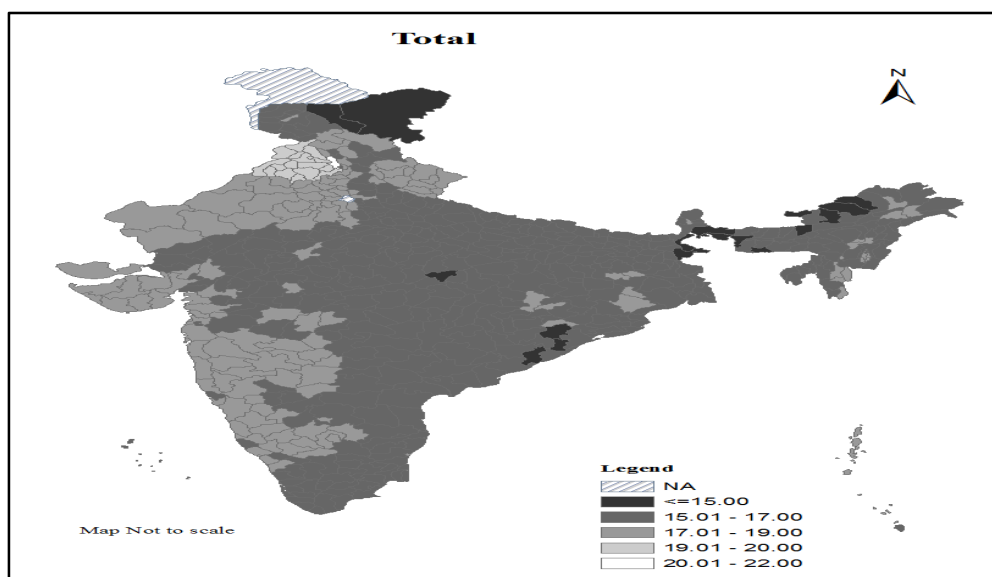 Total
N
Legend
NA
<=15.00
15.01 - 17.00
17.01 - 19.00
19.01 - 20.00
20.01 - 22.00
Map Not to scale